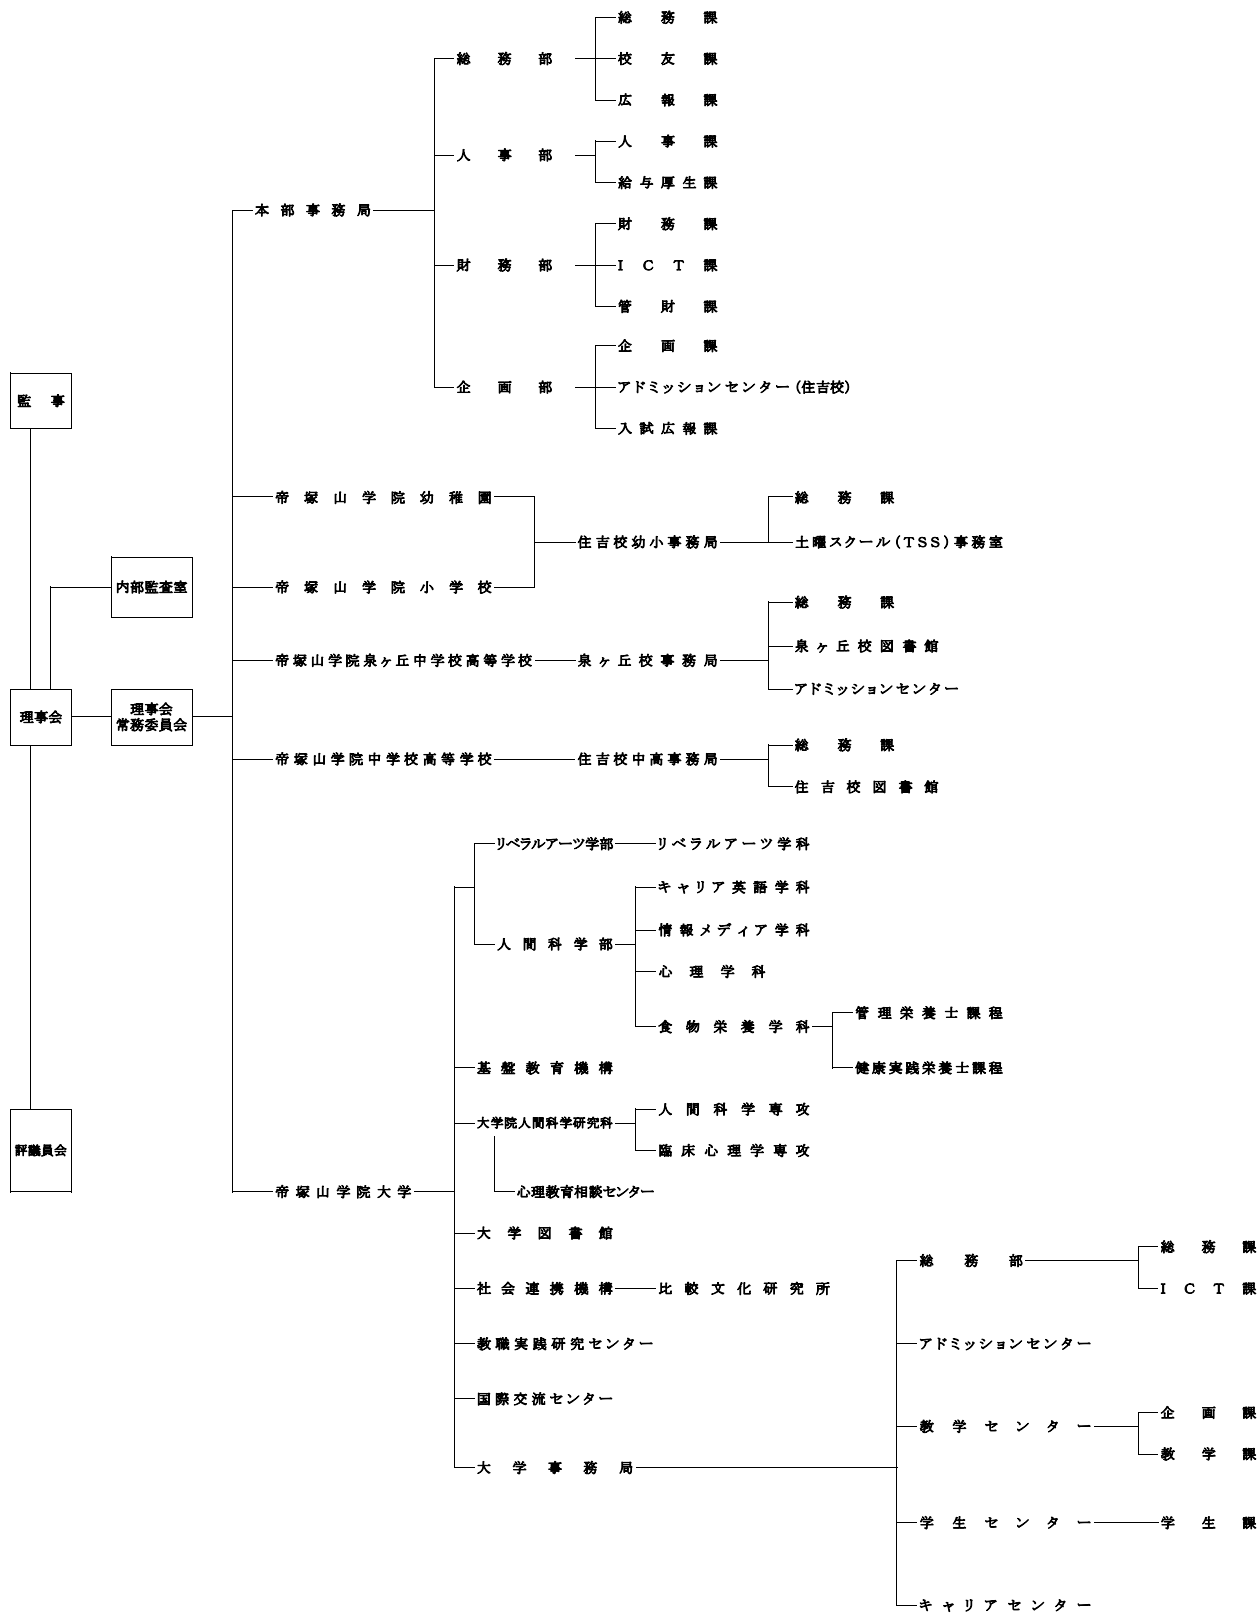 監事
内部監査室
理事会
理事会
常務委員会
評議員会
本部事務局
総務部
総務課
校友課
広報課
人事部
人事課
給与厚生課
財務部
財務課
ICT課
管財課
企画部
企画課
アドミッションセンター(住吉校)
入試広報課
帝塚山学院幼稚園
帝塚山学院小学校
住吉校幼小事務局
総務課
土曜スクール(TSS)事務室
帝塚山学院泉ヶ丘中学校高等学校
泉ヶ丘校事務局
総務課
泉ヶ丘校図書館
アドミッションセンター
帝塚山学院中学校高等学校
住吉校中高事務局
総務課
住吉校図書館
帝塚山学院大学
リベラルアーツ学部
リベラルアーツ学科
人間科学部
キャリア英語学科
情報メディア学科
心理学科
食物栄養学科
管理栄養士課程
健康実践栄養士課程
基盤教育機構
大学院人間科学研究科
人間科学専攻
臨床心理学専攻
心理教育相談センター
大学図書館
社会連携機構
比較文化研究所
教職実践研究センター
国際交流センター
大学事務局
総務部
総務課
ICT課
アドミッションセンター
教学センター
企画課
教学課
学生センター
学生課
キャリアセンター